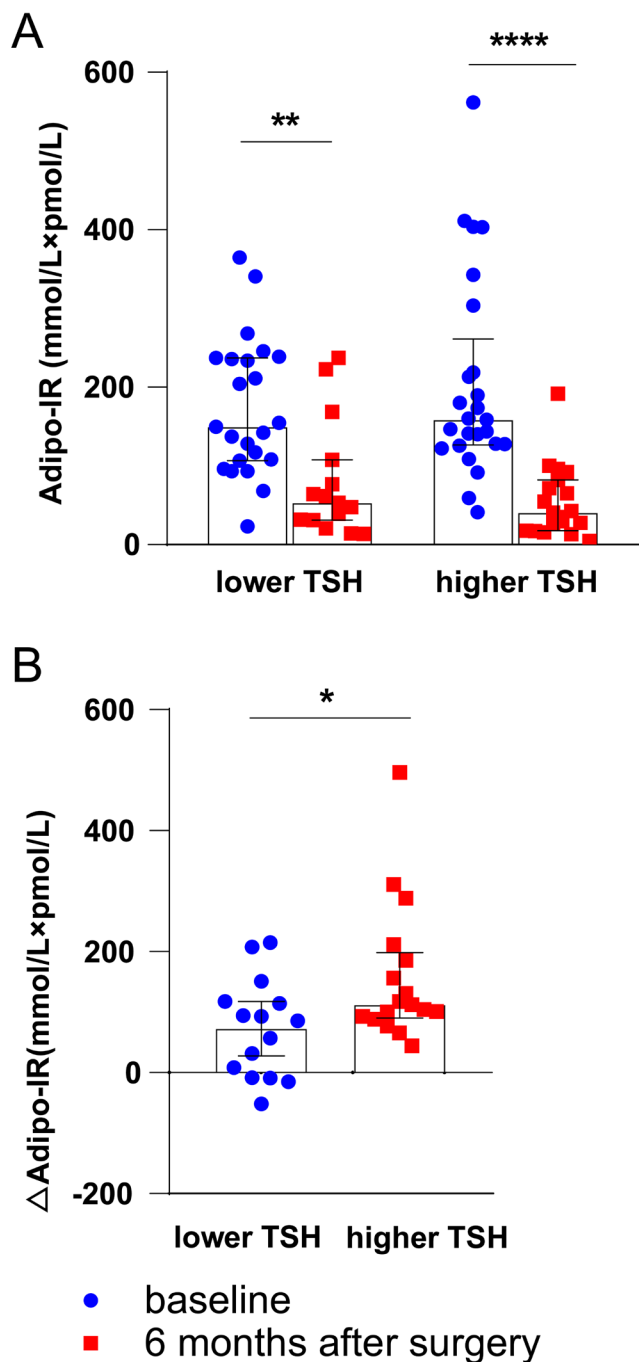 A
****
600
**
400
200
0
Adipo-IR (mmol/L×pmol/L)
lower TSH higher TSH
B
600
*
400
200
0
-200
△Adipo-IR(mmol/L×pmol/L)
lower TSH higher TSH
baseline
6 months after surgery